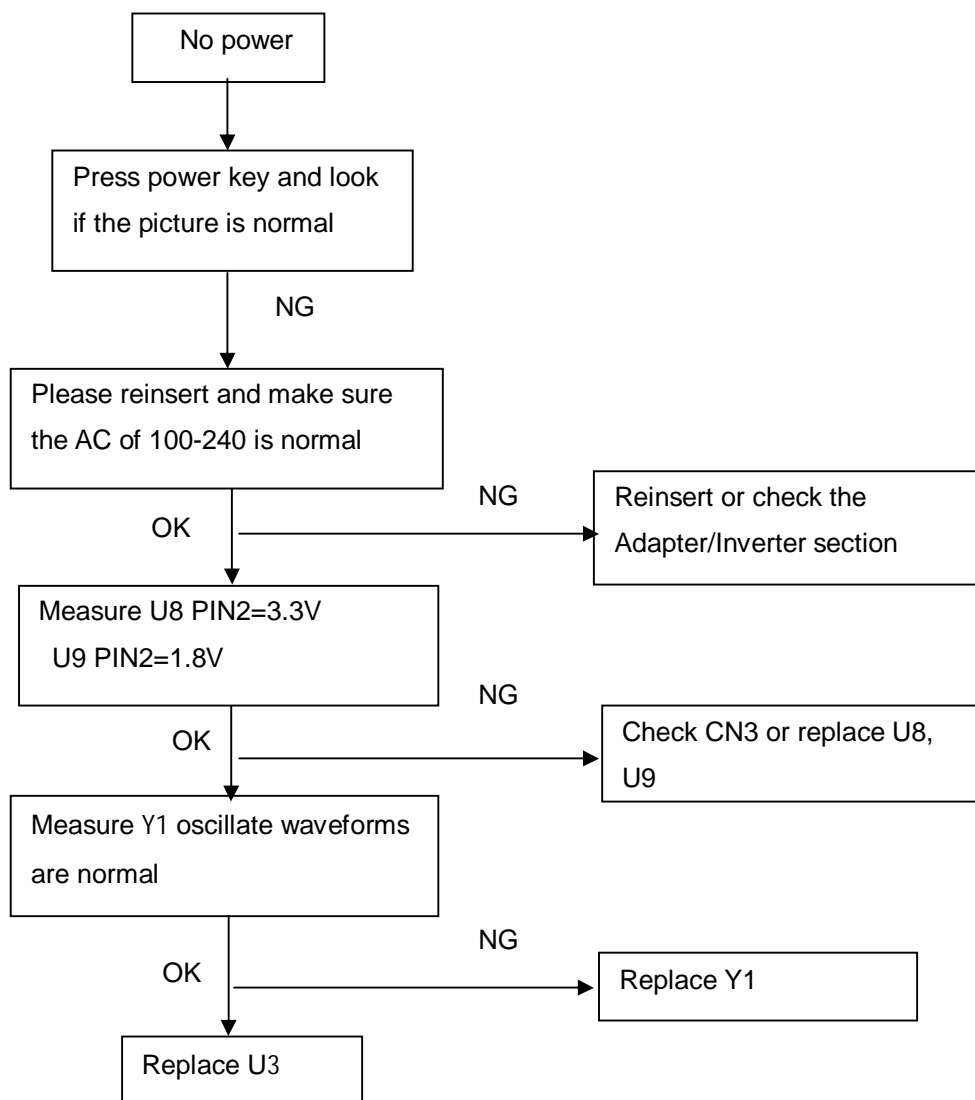 No power
Press power key and look
if the picture is normal
NG
Please reinsert and make sure
the AC of 100-240 is normal
NG
OK
Reinsert or check the
Adapter/Inverter section
Measure U8 PIN2=3.3V
U9 PIN2=1.8V
NG
OK
Check CN3 or replace U8,
U9
Measure Y1 oscillate waveforms
are normal
NG
OK
Replace Y1
Replace U3